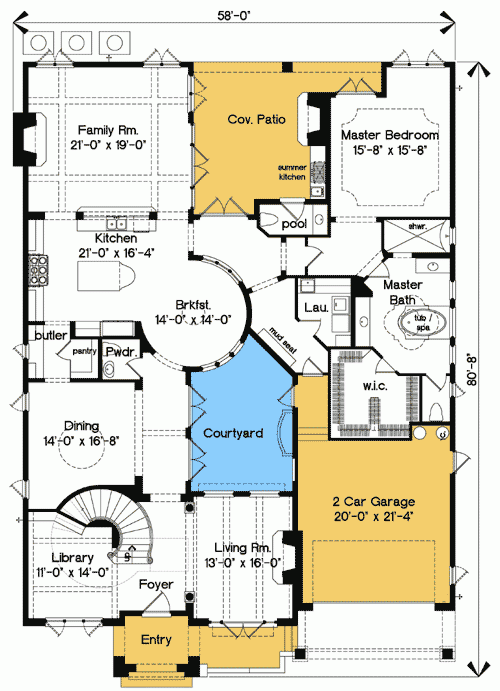 58'-0"
Family Rm.
21'-0" x 19'-0"
Cov. Patio
Master Bedroom
15'-8" x 15'-8"
summer
kitchen
pool
shwr.
Kitchen
21'-0" x 16'-4"
Master
Bath
Brkfst.
14'-0" x 14'-0"
Lau.
tub /
spa
mud seat
butler
pantry
Pwdr.
w.i.c.
80'-8"
Dining
14'-0" x 16'-8"
Courtyard
2 Car Garage
20'-0" x 21'-4"
Library
11'-0" x 14'-0"
up
Living Rm.
13'-0" x 16'-0"
Foyer
Entry